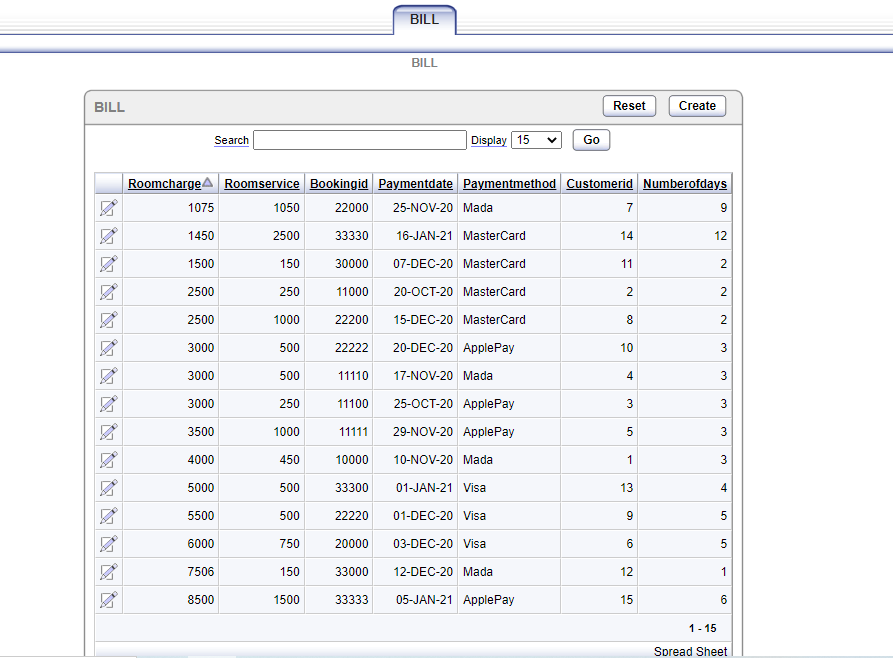 BILL
BILL
BILL Reset Create
Search Display 15 Go
Roomcharge Roomservice Bookingid Paymentdate Paymentmethod Customerid Numberofdays
1075 1050 22000 25-NOV-20 Mada 7 9
1450 2500 33330 16-JAN-21 MasterCard 14 12
1500 150 30000 07-DEC-20 MasterCard 11 2
2500 250 11000 20-OCT-20 MasterCard 2 2
2500 1000 22200 15-DEC-20 MasterCard 8 2
3000 500 22222 20-DEC-20 ApplePay 10 3
3000 500 11110 17-NOV-20 Mada 4 3
3000 250 11100 25-OCT-20 ApplePay 3 3
3500 1000 11111 29-NOV-20 ApplePay 5 3
4000 450 10000 10-NOV-20 Mada 1 3
5000 500 33300 01-JAN-21 Visa 13 4
5500 500 22220 01-DEC-20 Visa 9 5
6000 750 20000 03-DEC-20 Visa 6 5
7506 150 33000 12-DEC-20 Mada 12 1
8500 1500 33333 05-JAN-21 ApplePay 15 6
1 - 15
Spread Sheet